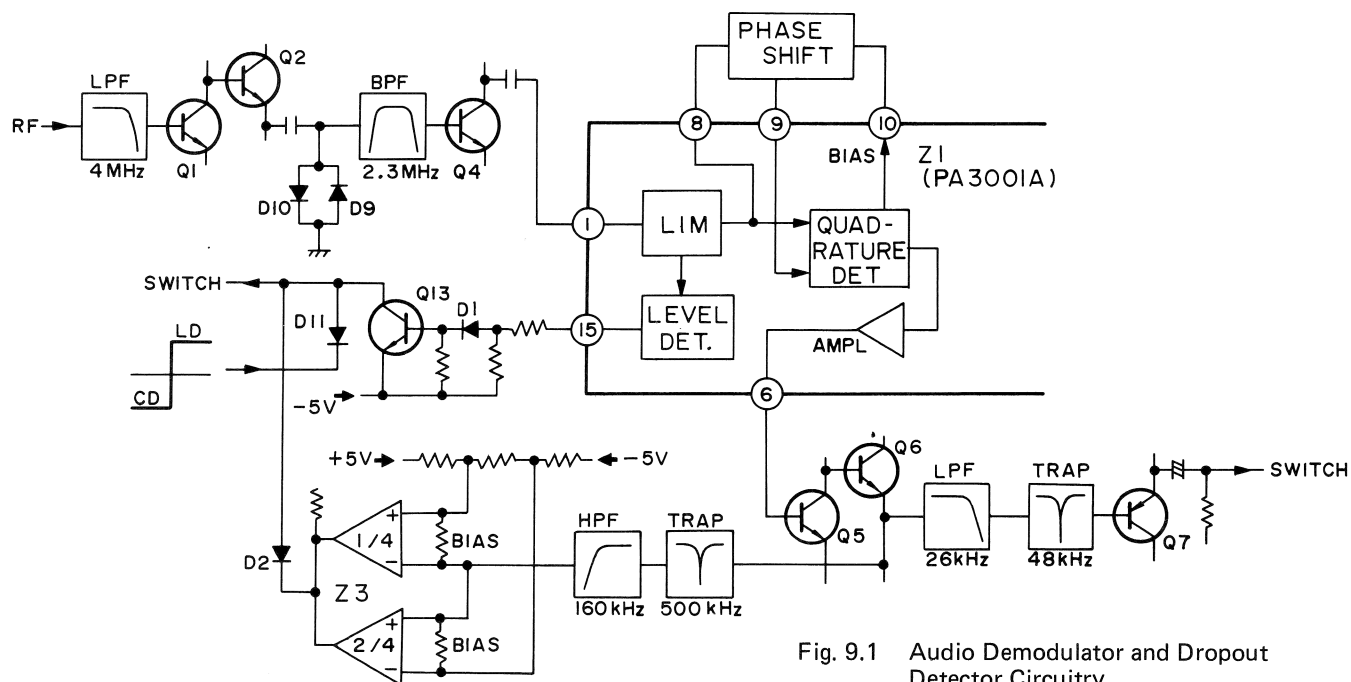 PHASE
SHIFT
Q2
LPF
BPF
RF
Q1
4MHz
2.3MHz
Q4
D10
D9
8
9
10
BIAS
Z1
(PA3001A)
1
LIM
QUAD-
RATURE
DET
SWITCH
Q13
D1
D11
LD
CD
15
LEVEL
DET.
AMPL
-5V
6
+5V
-5V
Q6
LPF
TRAP
SWITCH
Q5
26kHz
48kHz
Q7
HPF
TRAP
1/4
+
-
BIAS
D2
Z3
160kHz
500kHz
2/4
+
-
BIAS
Fig. 9.1 Audio Demodulator and Dropout
Detector Circuitry